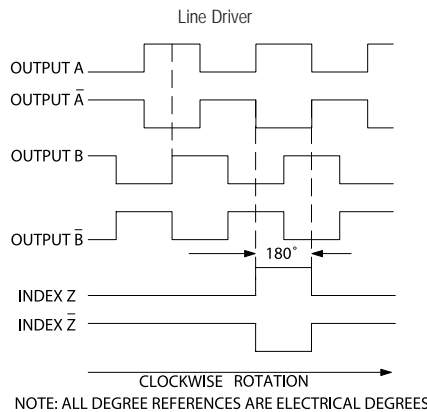 Line Driver
OUTPUT A
OUTPUT A̅
OUTPUT B
OUTPUT B̅
180°
INDEX Z
INDEX Z̅
CLOCKWISE ROTATION
NOTE: ALL DEGREE REFERENCES ARE ELECTRICAL DEGREES